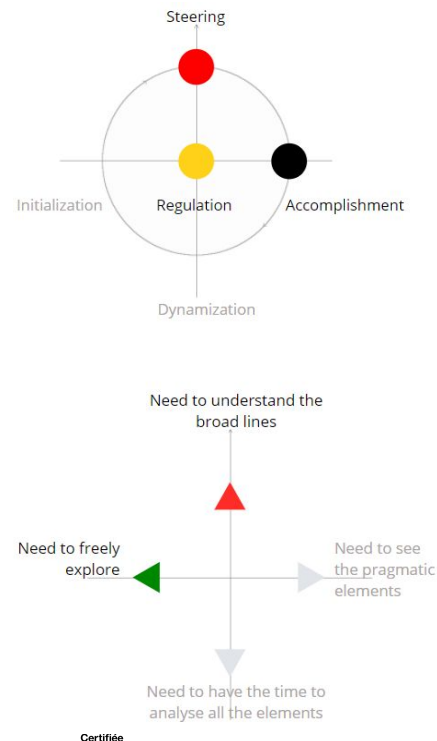 Steering
Initialization
Regulation
Accomplishment
Dynamization
Need to understand the
broad lines
Need to freely
explore
Need to see
the pragmatic
elements
Need to have the time to
analyse all the elements
Certifiée